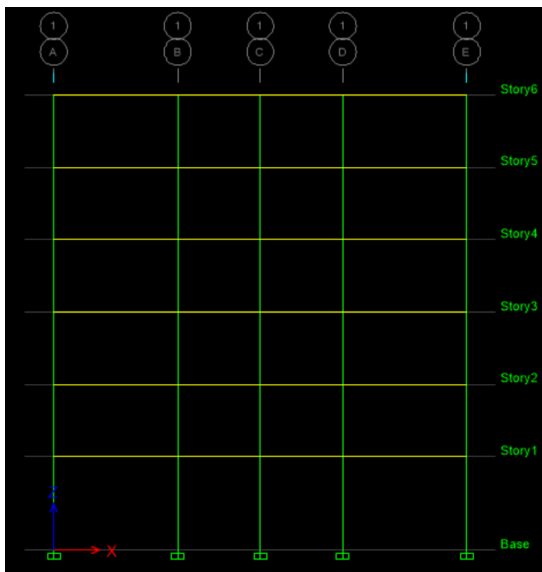 1 1 1 1 1
A B C D E
Story6
Story5
Story4
Story3
Story2
Story1
Z
X
Base